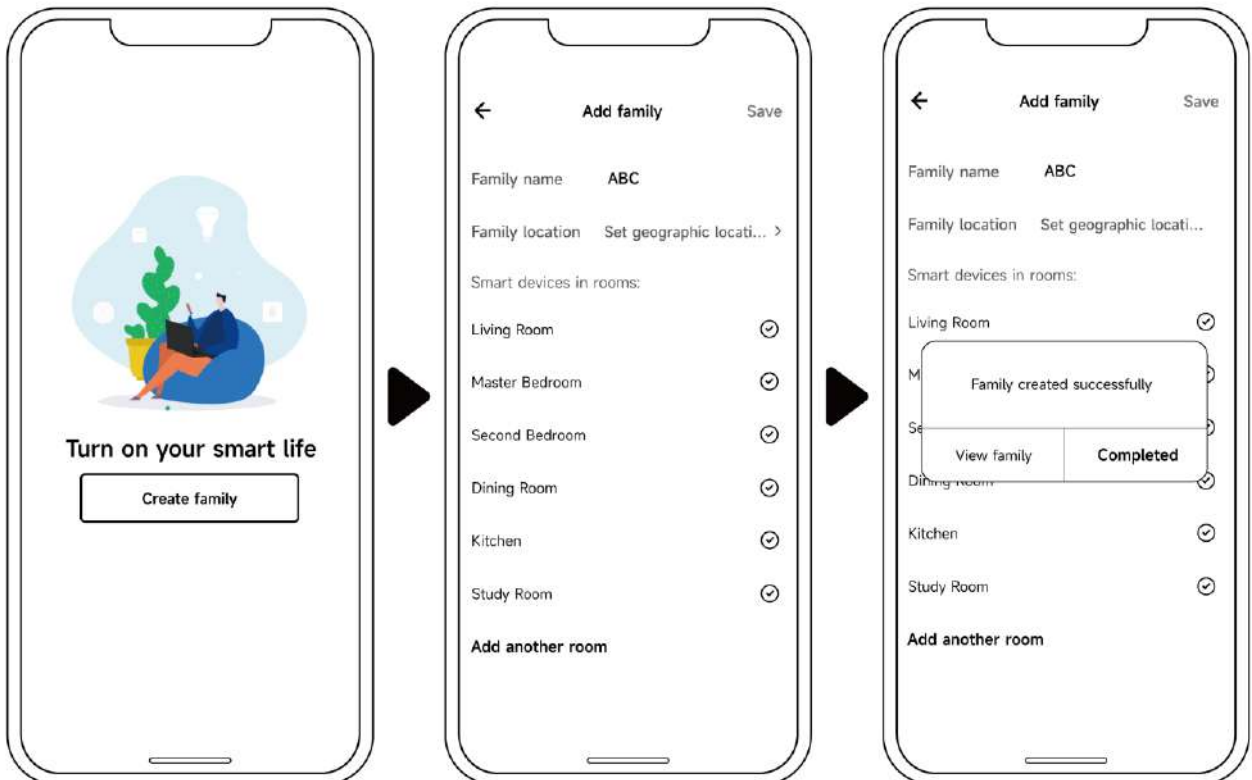 Turn on your smart life
Create family
Add family
Save
Family name ABC
Family location Set geographic locati...
Smart devices in rooms:
Living Room
Master Bedroom
Second Bedroom
Dining Room
Kitchen
Study Room
Add another room
Add family
Save
Family name ABC
Family location Set geographic locati...
Smart devices in rooms:
Living Room
M
Family created successfully
Se
View family
Completed
Dining Room
Kitchen
Study Room
Add another room